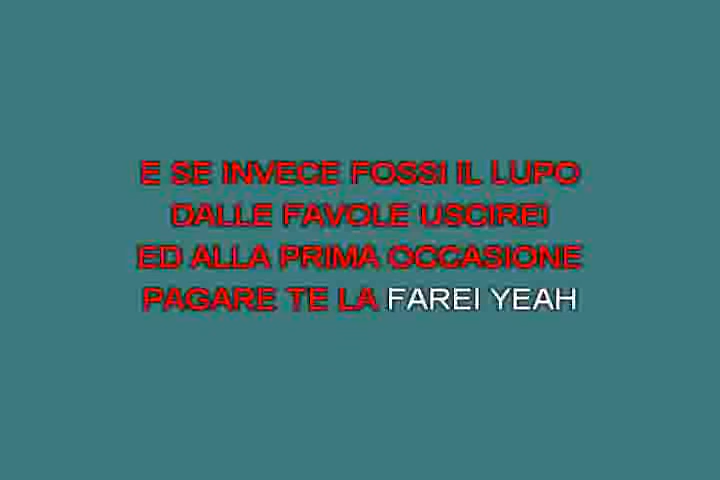 E SE INVECE FOSSI IL LUPO
DALLE FAVOLE USCIREI
ED ALLA PRIMA OCCASIONE
PAGARE TE LA FAREI YEAH